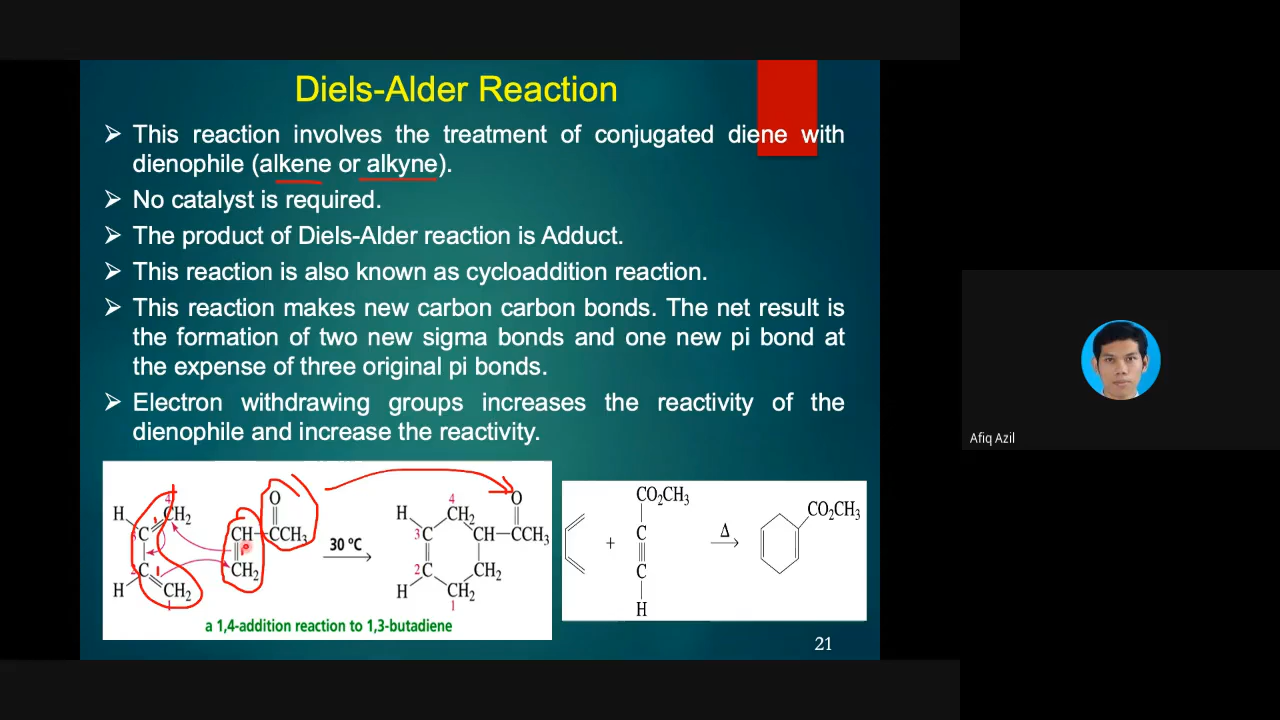 Diels-Alder Reaction
➢ This reaction involves the treatment of conjugated diene with
dienophile (alkene or alkyne).
➢ No catalyst is required.
➢ The product of Diels-Alder reaction is Adduct.
➢ This reaction is also known as cycloaddition reaction.
➢ This reaction makes new carbon carbon bonds. The net result is
the formation of two new sigma bonds and one new pi bond at
the expense of three original pi bonds.
➢ Electron withdrawing groups increases the reactivity of the
dienophile and increase the reactivity.
4 O 4 O
H CH₂ H CH₂
3 C CH CCH₃ 3 C CH—CCH₃
30 °C
2 C CH₂ 2 C CH₂
H CH₂ H CH₂
1 1
a 1,4-addition reaction to 1,3-butadiene
CO₂CH₃
CO₂CH₃
C
+ Δ
C
H
21
Afiq Azil